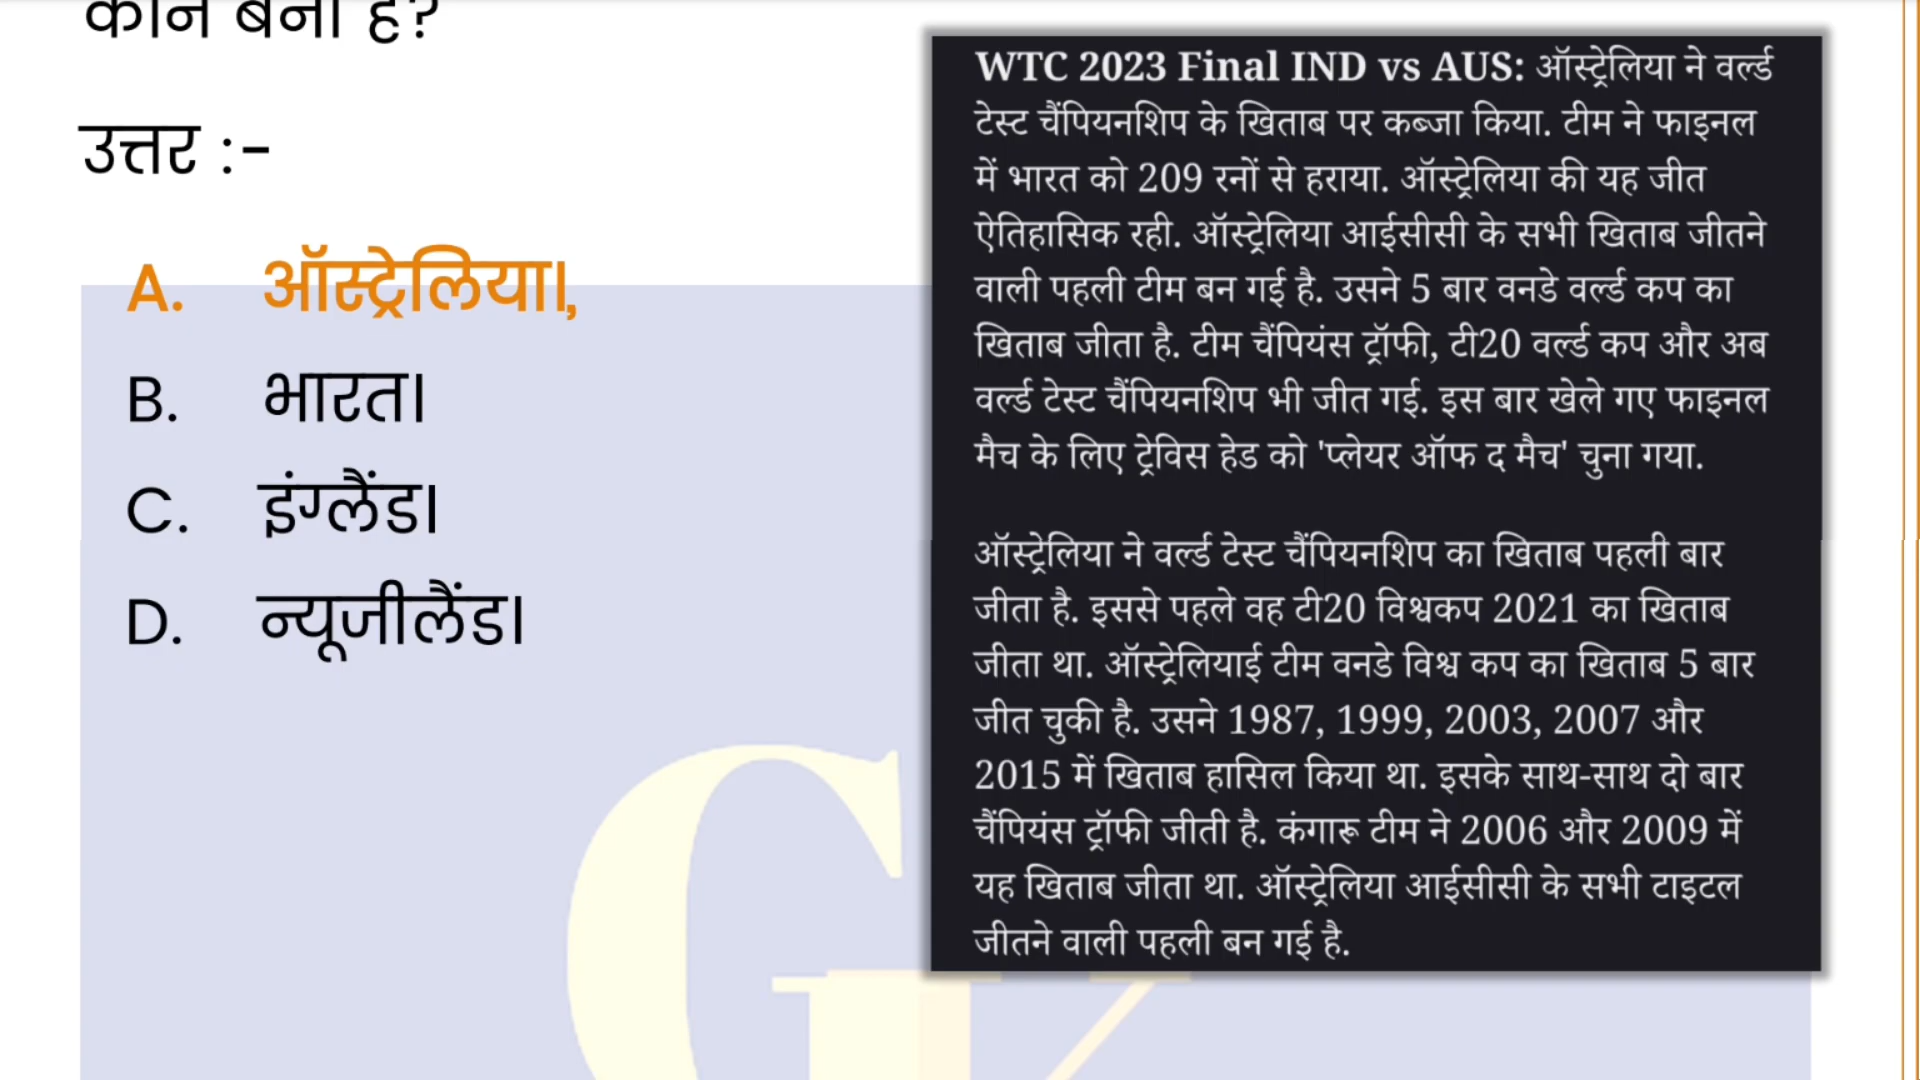 कौन बना है?
उत्तर :-
A. ऑस्ट्रेलिया।,
B. भारत।
C. इंग्लैंड।
D. न्यूजीलैंड।
WTC 2023 Final IND vs AUS: ऑस्ट्रेलिया ने वर्ल्ड
टेस्ट चैंपियनशिप के खिताब पर कब्जा किया. टीम ने फाइनल
में भारत को 209 रनों से हराया. ऑस्ट्रेलिया की यह जीत
ऐतिहासिक रही. ऑस्ट्रेलिया आईसीसी के सभी खिताब जीतने
वाली पहली टीम बन गई है. उसने 5 बार वनडे वर्ल्ड कप का
खिताब जीता है. टीम चैंपियंस ट्रॉफी, टी20 वर्ल्ड कप और अब
वर्ल्ड टेस्ट चैंपियनशिप भी जीत गई. इस बार खेले गए फाइनल
मैच के लिए ट्रेविस हेड को 'प्लेयर ऑफ द मैच' चुना गया.
ऑस्ट्रेलिया ने वर्ल्ड टेस्ट चैंपियनशिप का खिताब पहली बार
जीता है. इससे पहले वह टी20 विश्वकप 2021 का खिताब
जीता था. ऑस्ट्रेलियाई टीम वनडे विश्व कप का खिताब 5 बार
जीत चुकी है. उसने 1987, 1999, 2003, 2007 और
2015 में खिताब हासिल किया था. इसके साथ-साथ दो बार
चैंपियंस ट्रॉफी जीती है. कंगारू टीम ने 2006 और 2009 में
यह खिताब जीता था. ऑस्ट्रेलिया आईसीसी के सभी टाइटल
जीतने वाली पहली बन गई है.